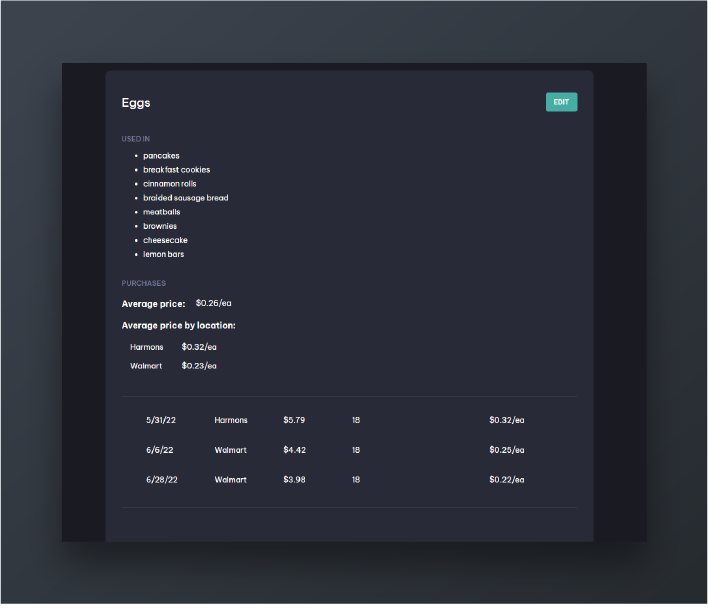 Eggs EDIT
USED IN
• pancakes
• breakfast cookies
• cinnamon rolls
• braided sausage bread
• meatballs
• brownies
• cheesecake
• lemon bars
PURCHASES
Average price: $0.26/ea
Average price by location:
Harmons $0.32/ea
Walmart $0.23/ea
5/31/22 Harmons $5.79 18 $0.32/ea
6/6/22 Walmart $4.42 18 $0.25/ea
6/28/22 Walmart $3.98 18 $0.22/ea